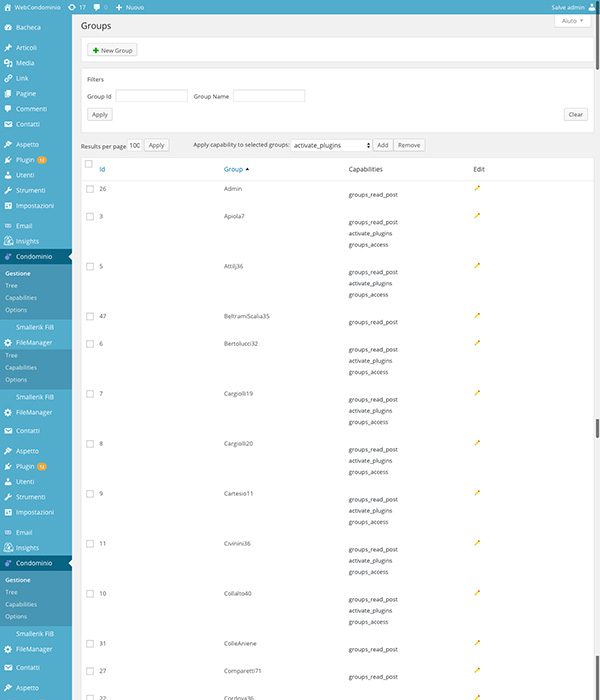 WebCondominio 17 0 Nuovo Salve admin
Aiuto
Groups
New Group
Filters
Group Id Group Name
Apply Clear
Results per page 100 Apply Apply capability to selected groups: activate_plugins Add Remove
Bacheca
Articoli
Media
Link
Pagine
Commenti
Contatti
Aspetto
Plugin 12
Utenti
Strumenti
Impostazioni
Email
Insights
Condominio
Gestione
Tree
Capabilities
Options
Smallerik FiB
FileManager
Tree
Capabilities
Options
Smallerik FiB
FileManager
Contatti
Aspetto
Plugin 12
Utenti
Strumenti
Impostazioni
Email
Insights
Condominio
Gestione
Tree
Capabilities
Options
Smallerik FiB
FileManager
Contatti
Aspetto
Id Group Capabilities Edit
26 Admin groups_read_post
3 Apiola7 groups_read_post
activate_plugins
groups_access
5 Attilj36 groups_read_post
activate_plugins
groups_access
47 BeltramiScalia35 groups_read_post
6 Bertolucci32 groups_read_post
activate_plugins
groups_access
7 Cargiolli19 groups_read_post
activate_plugins
groups_access
8 Cargiolli20 groups_read_post
activate_plugins
groups_access
9 Cartesio11 groups_read_post
activate_plugins
groups_access
11 Civinini36 groups_read_post
activate_plugins
groups_access
10 Collalto40 groups_read_post
activate_plugins
groups_access
31 ColleAniene groups_read_post
27 Comparetti71 groups_read_post
22 Cordova36